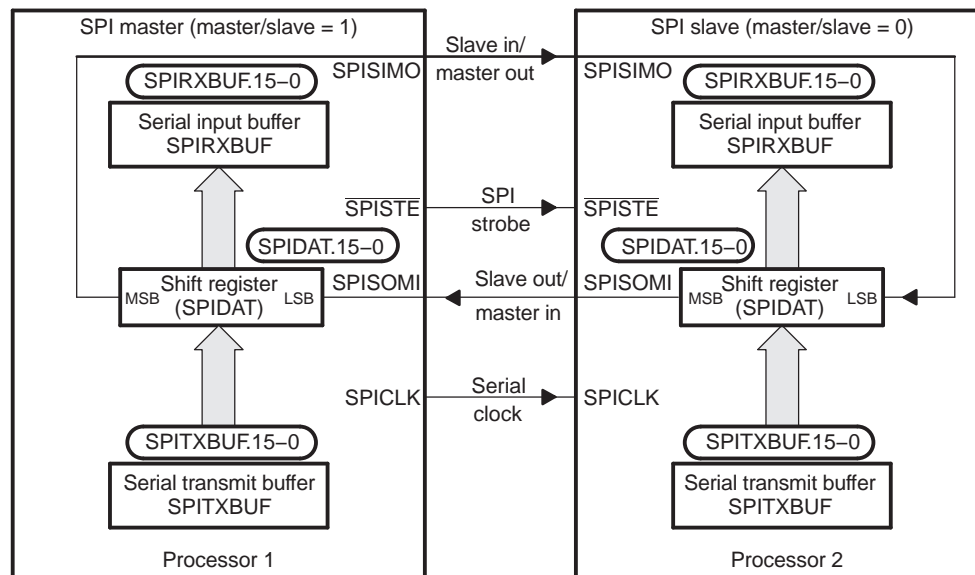 SPI master (master/slave = 1)
SPIRXBUF.15–0
Serial input buffer
SPIRXBUF
SPISIMO
SPISTE
SPIDAT.15–0
MSB
Shift register
(SPIDAT)
LSB
SPISOMI
SPICLK
SPITXBUF.15–0
Serial transmit buffer
SPITXBUF
Processor 1
Slave in/
master out
SPI
strobe
Slave out/
master in
Serial
clock
SPI slave (master/slave = 0)
SPISIMO
SPIRXBUF.15–0
Serial input buffer
SPIRXBUF
SPISTE
SPIDAT.15–0
SPISOMI
MSB
Shift register
(SPIDAT)
LSB
SPICLK
SPITXBUF.15–0
Serial transmit buffer
SPITXBUF
Processor 2